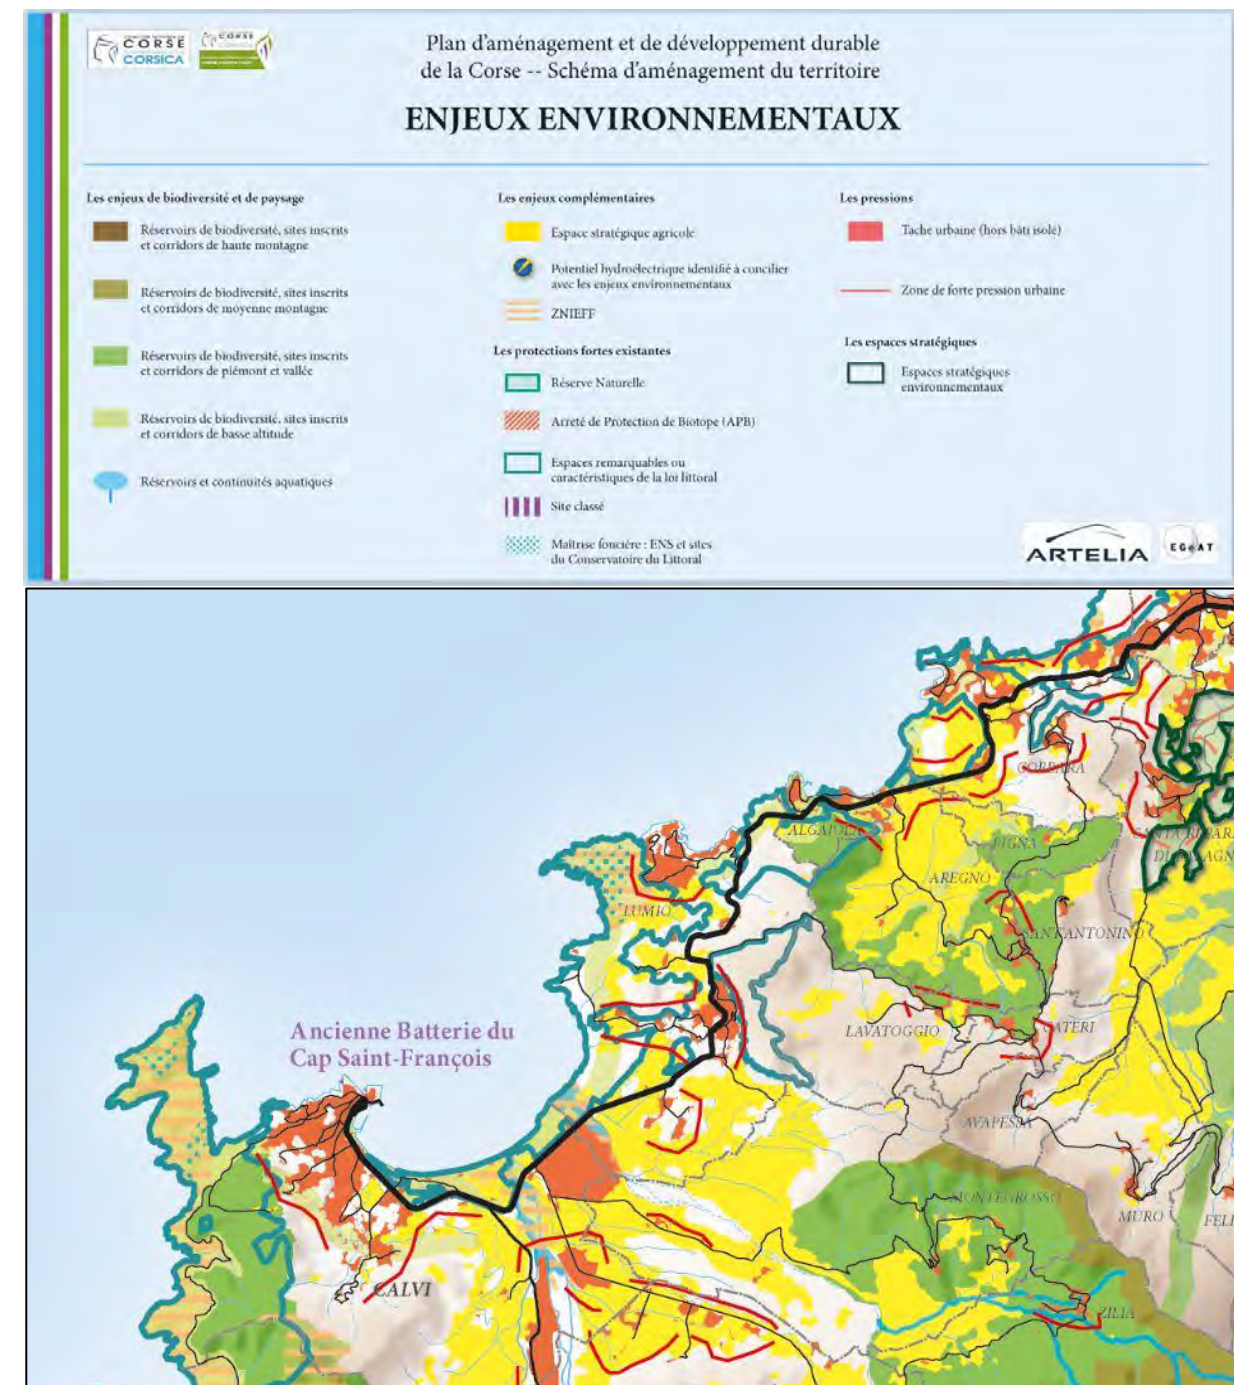 CORSE
CORSICA
CORSE
Plan d'aménagement et de développement durable
de la Corse -- Schéma d'aménagement du territoire
ENJEUX ENVIRONNEMENTAUX
Les enjeux de biodiversité et de paysage
Réservoirs de biodiversité, sites inscrits
et corridors de haute montagne
Réservoirs de biodiversité, sites inscrits
et corridors de moyenne montagne
Réservoirs de biodiversité, sites inscrits
et corridors de piémont et vallée
Réservoirs de biodiversité, sites inscrits
et corridors de basse altitude
Réservoirs et continuités aquatiques
Les enjeux complémentaires
Espace stratégique agricole
Potentiel hydroélectrique identifié à concilier
avec les enjeux environnementaux
ZNIEFF
Les protections fortes existantes
Réserve Naturelle
Arreté de Protection de Biotope (APB)
Espaces remarquables ou
caractéristiques de la loi littoral
Site classé
Maîtrise foncière : ENS et sites
du Conservatoire du Littoral
Les pressions
Tache urbaine (hors bâti isolé)
Zone de forte pression urbaine
Les espaces stratégiques
Espaces stratégiques
environnementaux
ARTELIA
EGeAT
CORBARA
ALGAJOLA
PIGNA
AREGNO
LUMIO
SANT'ANTONINO
LAVATOGGIO
CATERI
Ancienne Batterie du
Cap Saint-François
AVAPESSA
MONTEGROSSO
MURO
FELI
CALVI
ZILIA